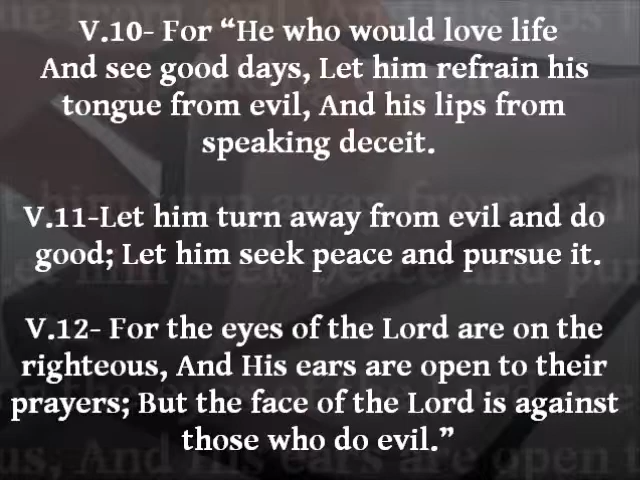 V.10- For “He who would love life
And see good days, Let him refrain his
tongue from evil, And his lips from
speaking deceit.
V.11-Let him turn away from evil and do
good; Let him seek peace and pursue it.
V.12- For the eyes of the Lord are on the
righteous, And His ears are open to their
prayers; But the face of the Lord is against
those who do evil.”